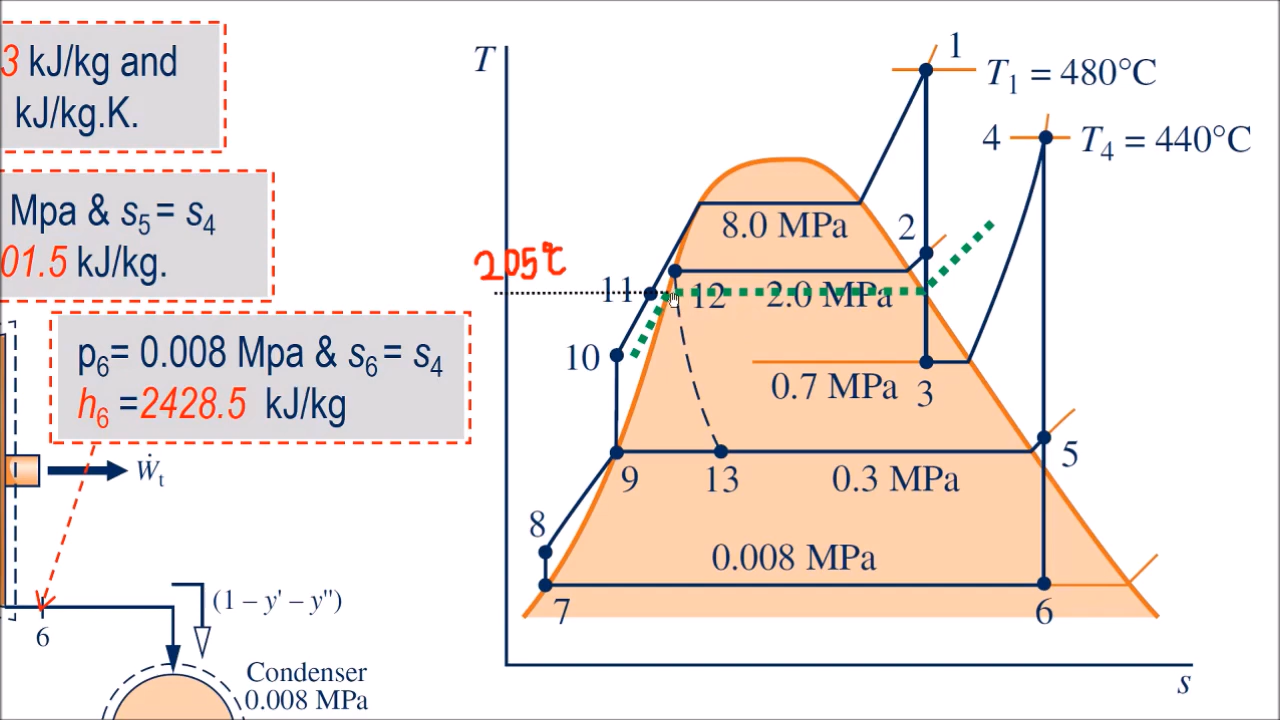 3 kJ/kg and
kJ/kg.K.
Mpa & s5 = s4
01.5 kJ/kg.
p6= 0.008 Mpa & s6 = s4
h6 =2428.5 kJ/kg
Ẇt
6
(1 – y' – y'')
Condenser
0.008 MPa
T
1
T1 = 480°C
4
T4 = 440°C
8.0 MPa
2
205℃
11
12
2.0 MPa
10
0.7 MPa
3
9
13
0.3 MPa
5
8
0.008 MPa
7
6
s